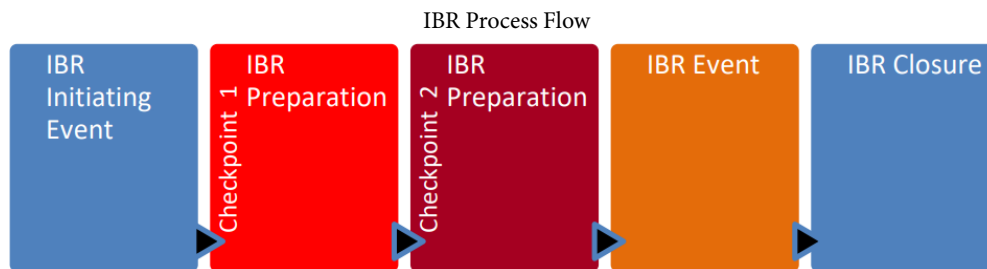 IBR Process Flow
IBR
Initiating
Event
Checkpoint 1
IBR
Preparation
Checkpoint 2
IBR
Preparation
IBR Event
IBR Closure